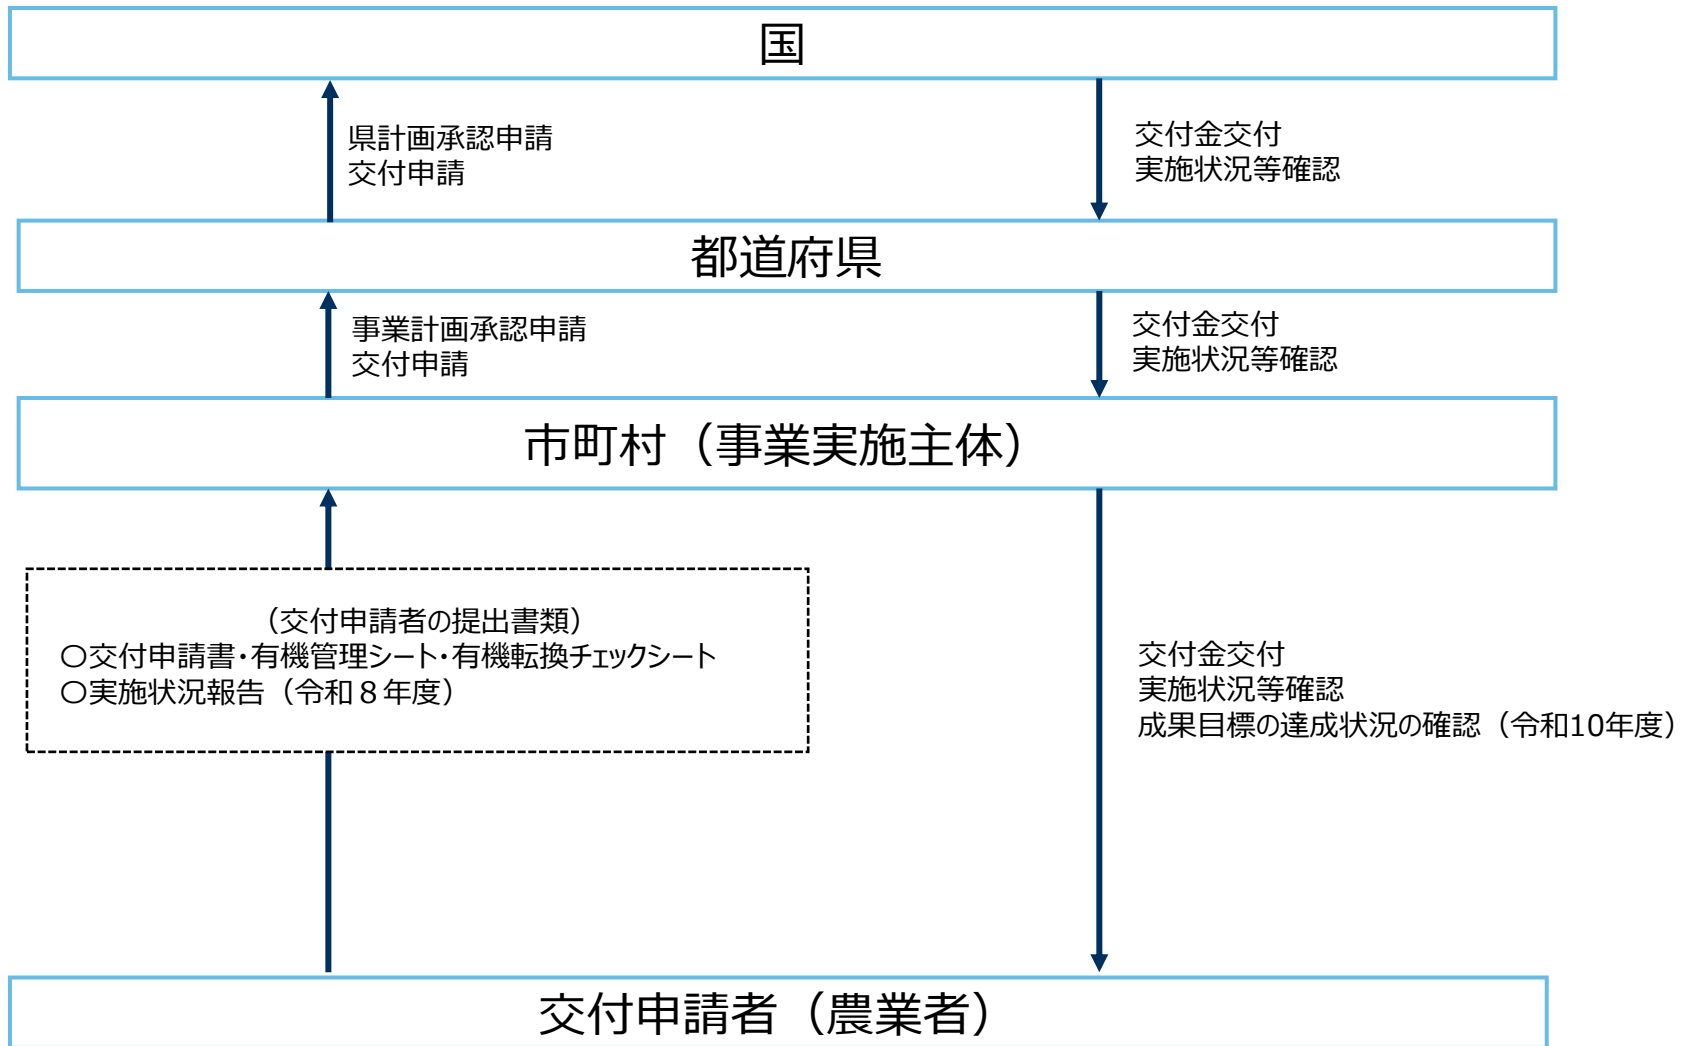 国
県計画承認申請
交付申請
交付金交付
実施状況等確認
都道府県
事業計画承認申請
交付申請
交付金交付
実施状況等確認
市町村（事業実施主体）
（交付申請者の提出書類）
〇交付申請書・有機管理シート・有機転換チェックシート
〇実施状況報告（令和８年度）
交付金交付
実施状況等確認
成果目標の達成状況の確認（令和10年度）
交付申請者（農業者）